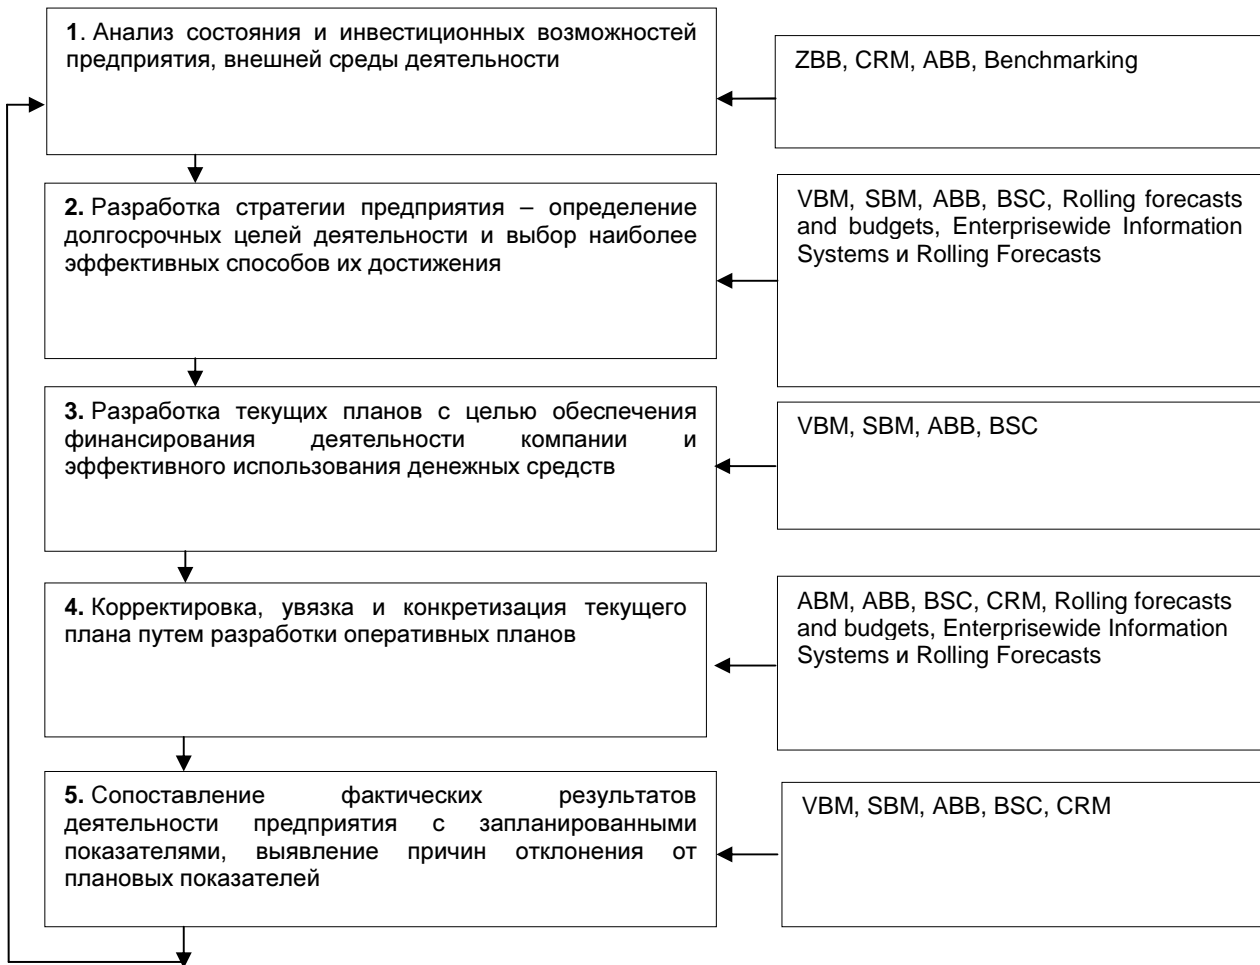 1. Анализ состояния и инвестиционных возможностей
предприятия, внешней среды деятельности
ZBB, CRM, ABB, Benchmarking
2. Разработка стратегии предприятия – определение
долгосрочных целей деятельности и выбор наиболее
эффективных способов их достижения
VBM, SBM, ABB, BSC, Rolling forecasts
and budgets, Enterprisewide Information
Systems и Rolling Forecasts
3. Разработка текущих планов с целью обеспечения
финансирования деятельности компании и
эффективного использования денежных средств
VBM, SBM, ABB, BSC
4. Корректировка, увязка и конкретизация текущего
плана путем разработки оперативных планов
ABM, ABB, BSC, CRM, Rolling forecasts
and budgets, Enterprisewide Information
Systems и Rolling Forecasts
5. Сопоставление фактических результатов
деятельности предприятия с запланированными
показателями, выявление причин отклонения от
плановых показателей
VBM, SBM, ABB, BSC, CRM